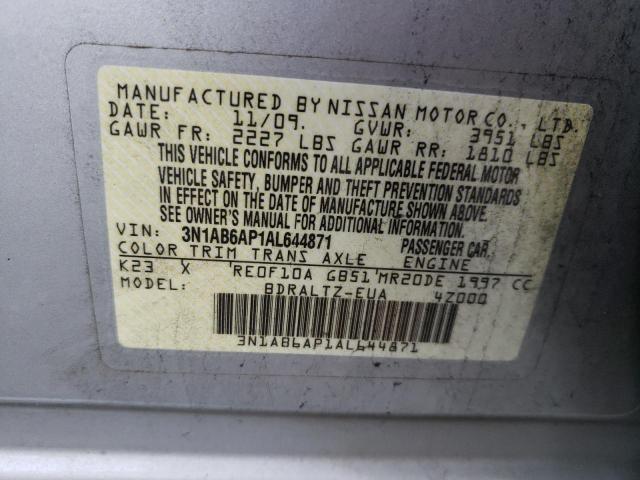 MANUFACTURED BY NISSAN MOTOR CO., LTD.
DATE: 11/09. GVWR: 3951 LBS
GAWR FR: 2227 LBS GAWR RR: 1810 LBS
THIS VEHICLE CONFORMS TO ALL APPLICABLE FEDERAL MOTOR
VEHICLE SAFETY, BUMPER AND THEFT PREVENTION STANDARDS
IN EFFECT ON THE DATE OF MANUFACTURE SHOWN ABOVE.
SEE OWNER'S MANUAL FOR ADDITIONAL INFORMATION.
VIN: 3N1AB6AP1AL644871 PASSENGER CAR
COLOR TRIM TRANS AXLE ENGINE
K23 X RE0F10A GB51 MR20DE 1997 CC
MODEL: BDRALTZ-EUA 4Z000
3N1AB6AP1AL644871